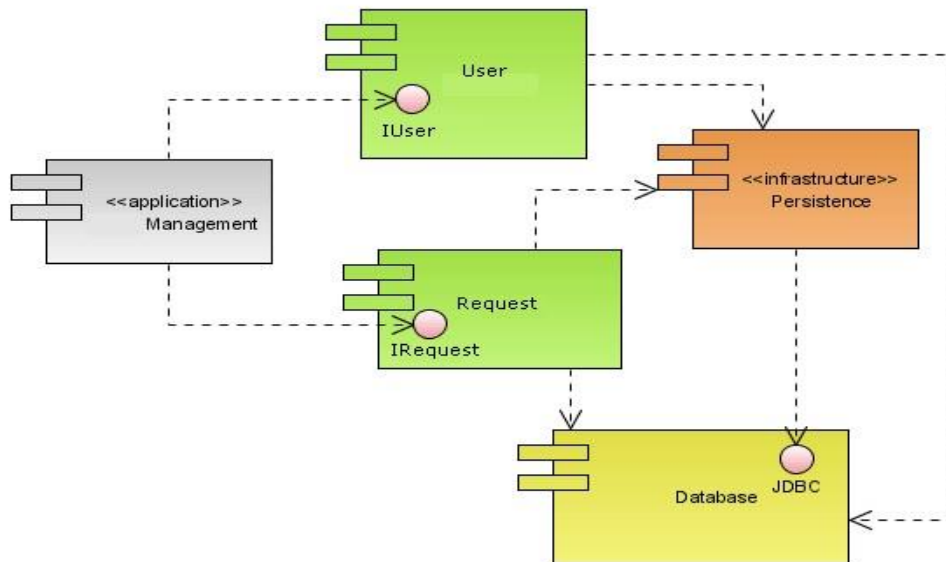 User
IUser
<<application>>
Management
<<infrastructure>>
Persistence
Request
IRequest
Database
JDBC